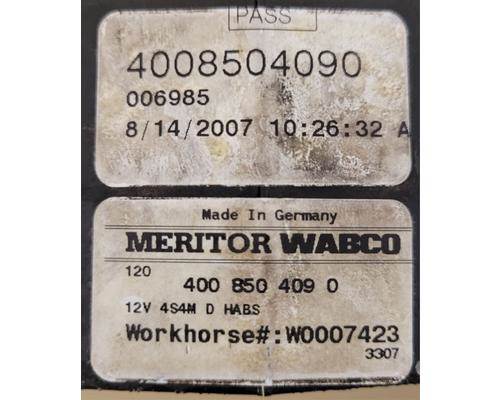 PASS
4008504090
006985
8/14/2007 10:26:32 A
Made In Germany
MERITOR WABCO
120
400 850 409 0
12V 4S4M D HABS
Workhorse#:W0007423
3307